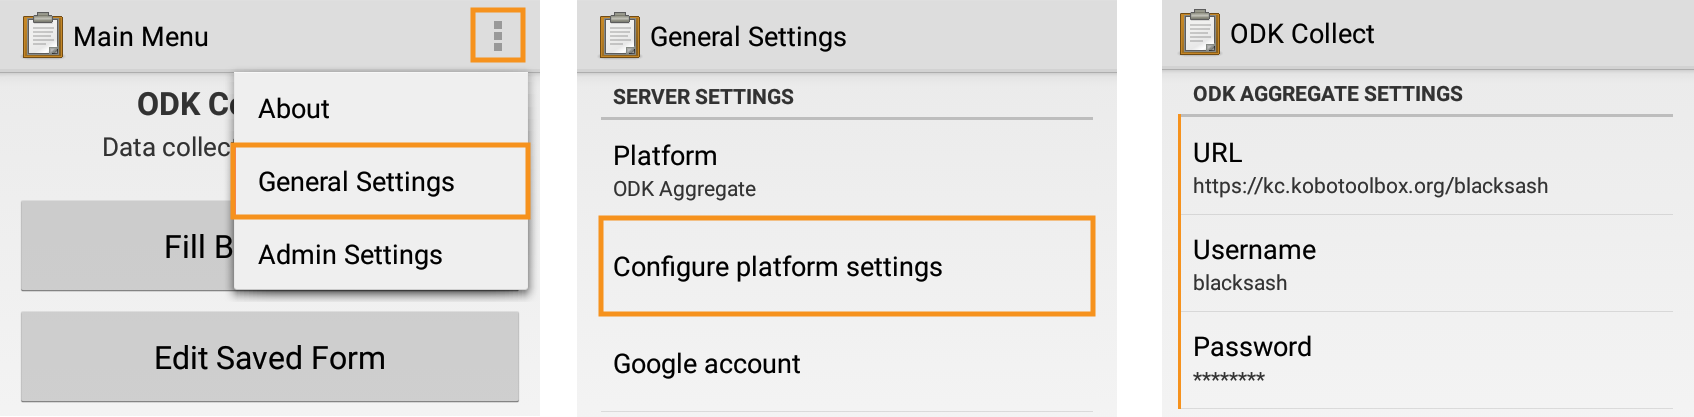 Main Menu
ODK Co
Data collec
About
General Settings
Admin Settings
Fill B
Edit Saved Form
General Settings
SERVER SETTINGS
Platform
ODK Aggregate
Configure platform settings
Google account
ODK Collect
ODK AGGREGATE SETTINGS
URL
https://kc.kobotoolbox.org/blacksash
Username
blacksash
Password
********